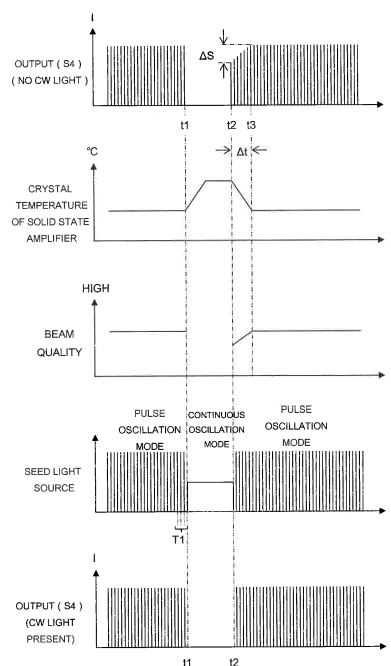 I
OUTPUT ( S4 )
( NO CW LIGHT )
ΔS
t1
t2
t3
Δt
°C
CRYSTAL
TEMPERATURE
OF SOLID STATE
AMPLIFIER
HIGH
BEAM
QUALITY
PULSE
OSCILLATION
MODE
CONTINUOUS
OSCILLATION
MODE
PULSE
OSCILLATION
MODE
SEED LIGHT
SOURCE
T1
I
OUTPUT ( S4 )
(CW LIGHT
PRESENT)
t1
t2